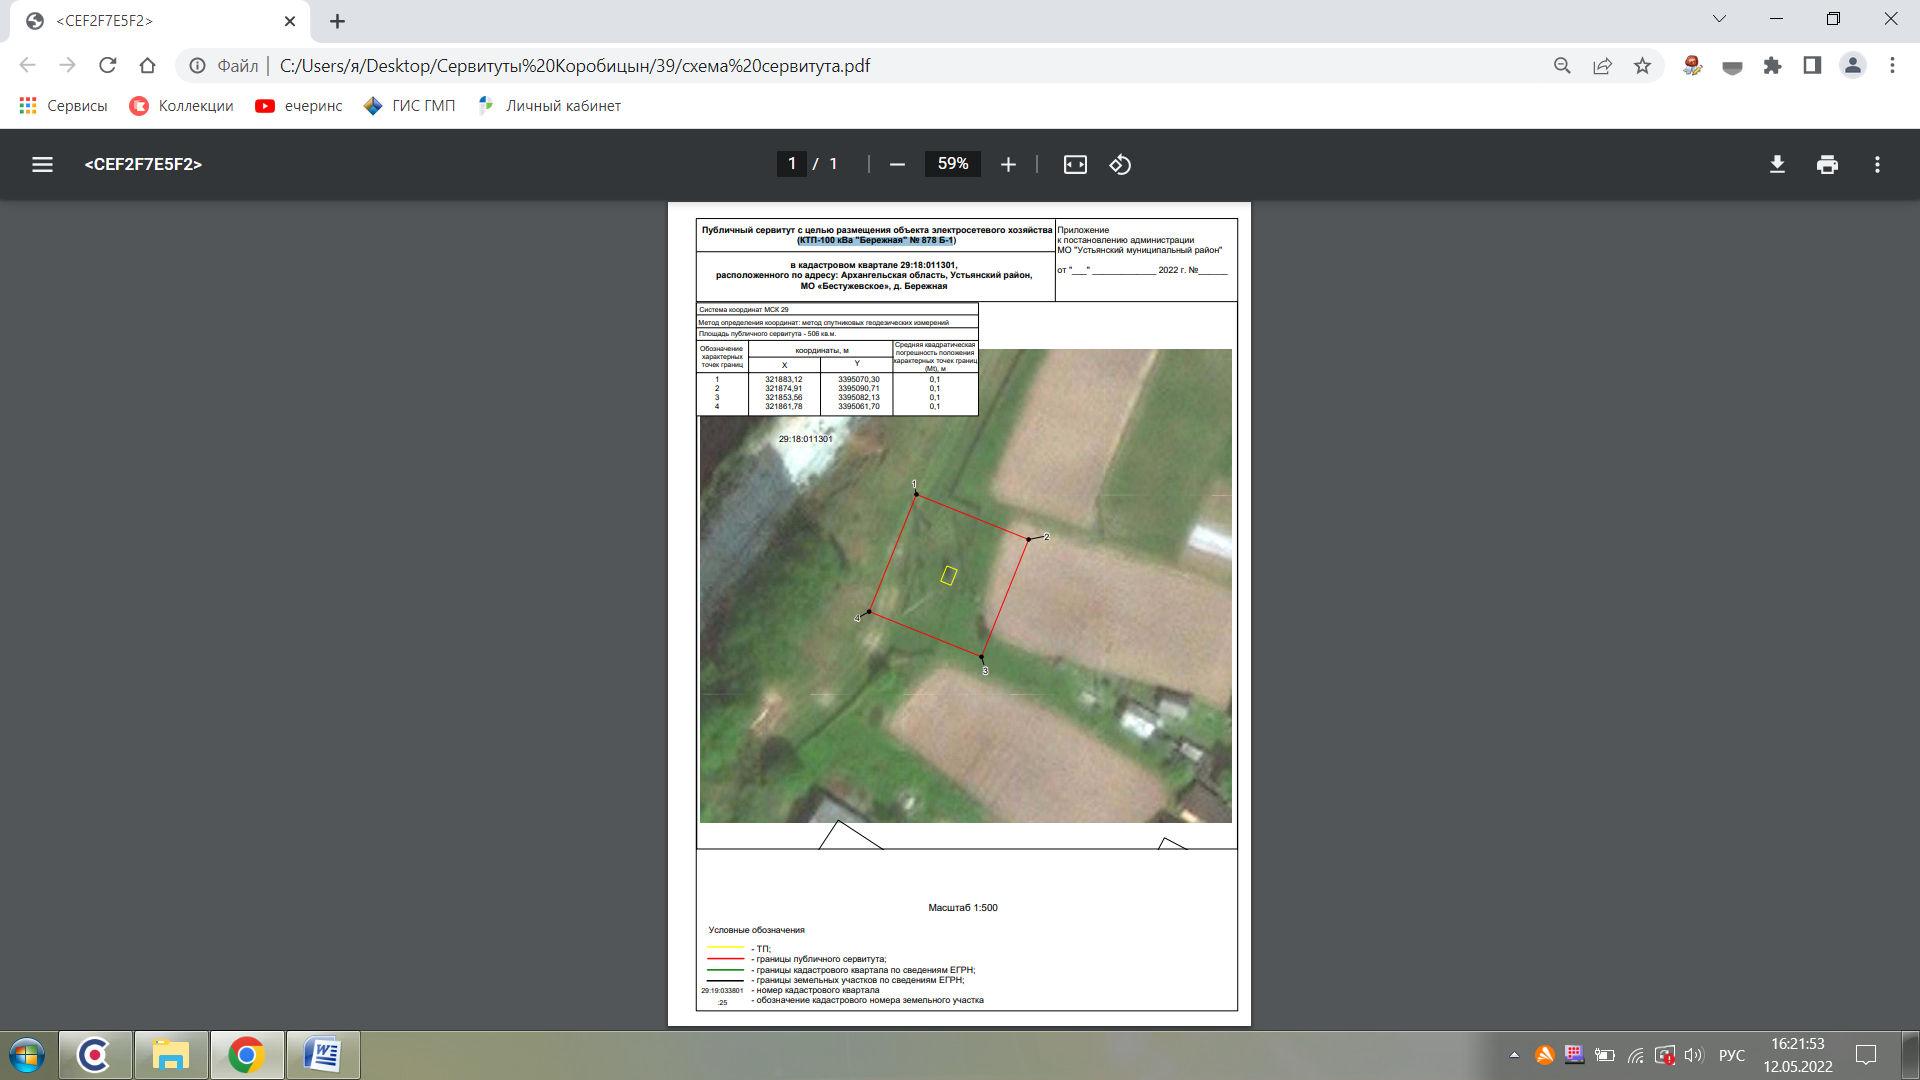 <CEF2F7E5F2>
Файл | C:/Users/я/Desktop/Сервитуты%20Коробицын/39/схема%20сервитута.pdf
Сервисы Коллекции ечеринс ГИС ГМП Личный кабинет
<CEF2F7E5F2> 1 / 1 59%
Публичный сервитут с целью размещения объекта электросетевого хозяйства
(КТП-100 кВа "Бережная" № 878 Б-1)
в кадастровом квартале 29:18:011301,
расположенного по адресу: Архангельская область, Устьянский район,
МО «Бестужевское», д. Бережная
Приложение
к постановлению администрации
МО "Устьянский муниципальный район"
от "___" _____________ 2022 г. №______
Система координат МСК 29
Метод определения координат: метод спутниковых геодезических измерений
Площадь публичного сервитута - 506 кв.м.
Обозначение характерных точек границ
координаты, м
X Y
Средняя квадратическая погрешность положения характерных точек границ (Mt), м
1 321883,12 3395070,30 0,1
2 321874,91 3395090,71 0,1
3 321853,56 3395082,13 0,1
4 321861,78 3395061,70 0,1
29:18:011301
1
2
4
3
Масштаб 1:500
Условные обозначения
- ТП;
- границы публичного сервитута;
- границы кадастрового квартала по сведениям ЕГРН;
- границы земельных участков по сведениям ЕГРН;
29:19:033801 - номер кадастрового квартала
:25 - обозначение кадастрового номера земельного участка
РУС
16:21:53
12.05.2022